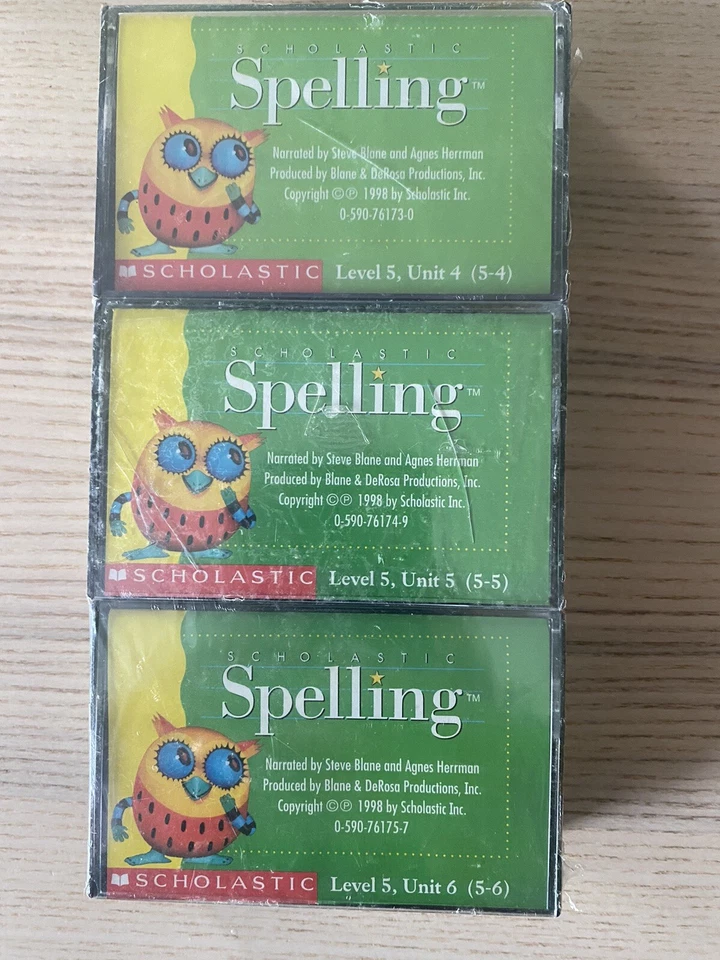 SCHOLASTIC
Spelling™
Narrated by Steve Blane and Agnes Herrman
Produced by Blane & DeRosa Productions, Inc.
Copyright ©℗ 1998 by Scholastic Inc.
0-590-76173-0
SCHOLASTIC Level 5, Unit 4 (5-4)
SCHOLASTIC
Spelling™
Narrated by Steve Blane and Agnes Herrman
Produced by Blane & DeRosa Productions, Inc.
Copyright ©℗ 1998 by Scholastic Inc.
0-590-76174-9
SCHOLASTIC Level 5, Unit 5 (5-5)
SCHOLASTIC
Spelling™
Narrated by Steve Blane and Agnes Herrman
Produced by Blane & DeRosa Productions, Inc.
Copyright ©℗ 1998 by Scholastic Inc.
0-590-76175-7
SCHOLASTIC Level 5, Unit 6 (5-6)